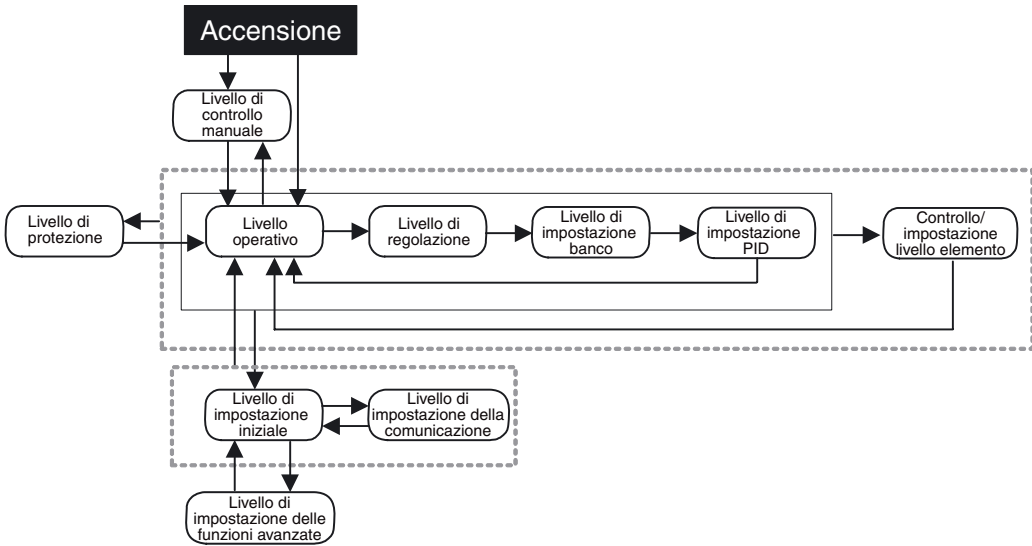 Accensione
Livello di
controllo
manuale
Livello di
protezione
Livello
operativo
Livello di
regolazione
Livello di
impostazione
banco
Livello di
impostazione
PID
Controllo/
impostazione
livello elemento
Livello di
impostazione
iniziale
Livello di
impostazione della
comunicazione
Livello di
impostazione delle
funzioni avanzate